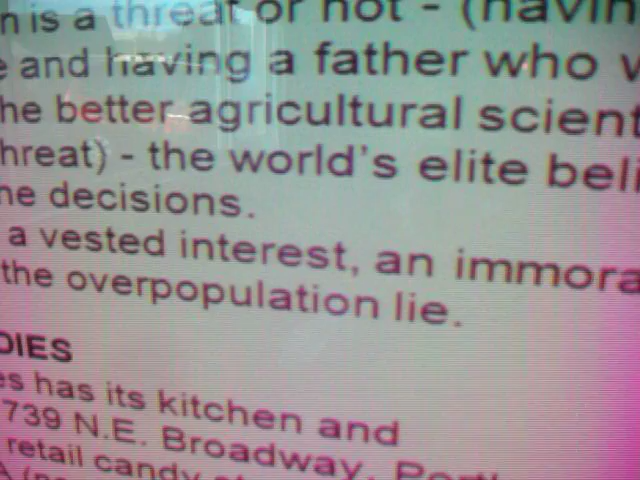 n is a threat or not - (havin
e and having a father who w
he better agricultural scient
hreat) - the world's elite beli
he decisions.
a vested interest, an immora
the overpopulation lie.
DIES
es has its kitchen and
739 N.E. Broadway, Portl
retail candy